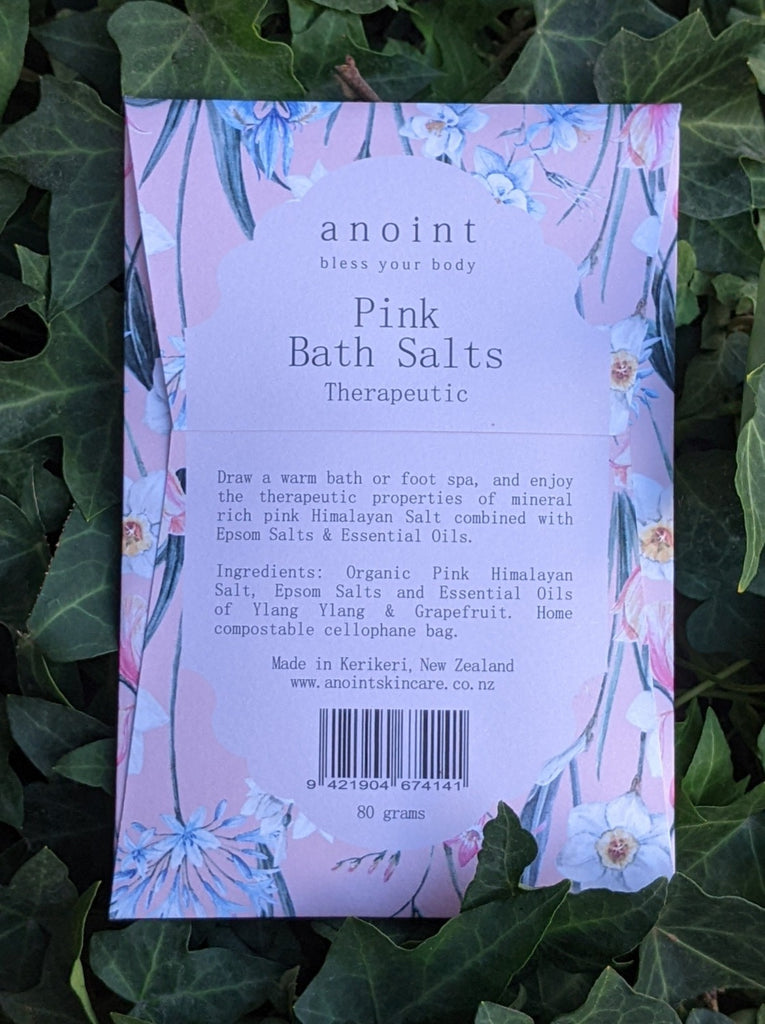 anoint
bless your body
Pink
Bath Salts
Therapeutic
Draw a warm bath or foot spa, and enjoy
the therapeutic properties of mineral
rich pink Himalayan Salt combined with
Epsom Salts & Essential Oils.
Ingredients: Organic Pink Himalayan
Salt, Epsom Salts and Essential Oils
of Ylang Ylang & Grapefruit. Home
compostable cellophane bag.
Made in Kerikeri, New Zealand
www.anointskincare.co.nz
9 421904 674141
80 grams